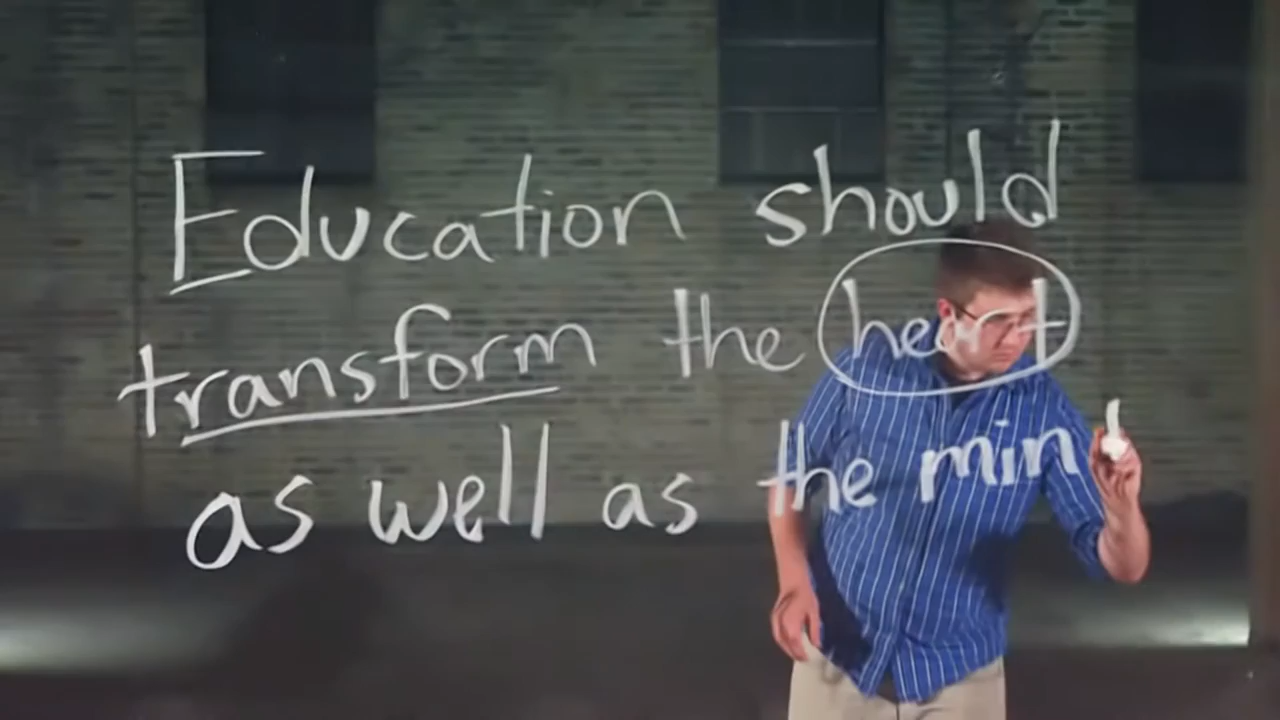 Education should
transform the heart
as well as the min